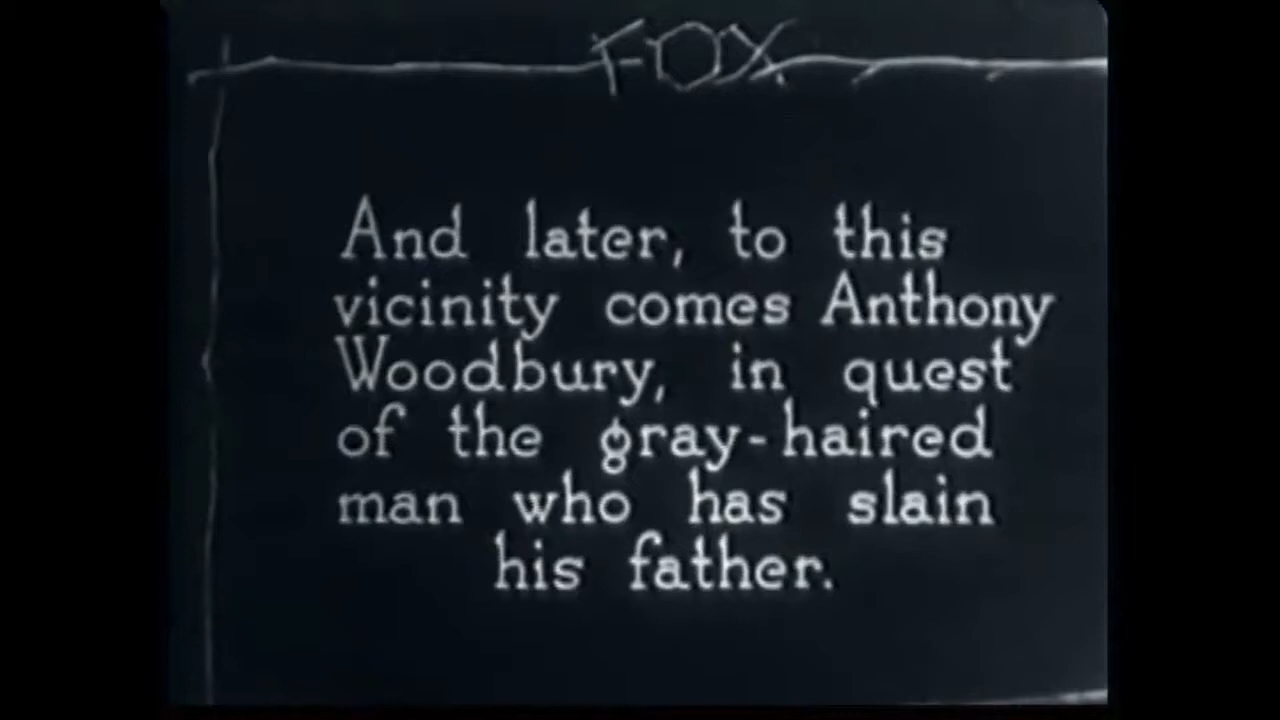 FOX
And later, to this
vicinity comes Anthony
Woodbury, in quest
of the gray-haired
man who has slain
his father.